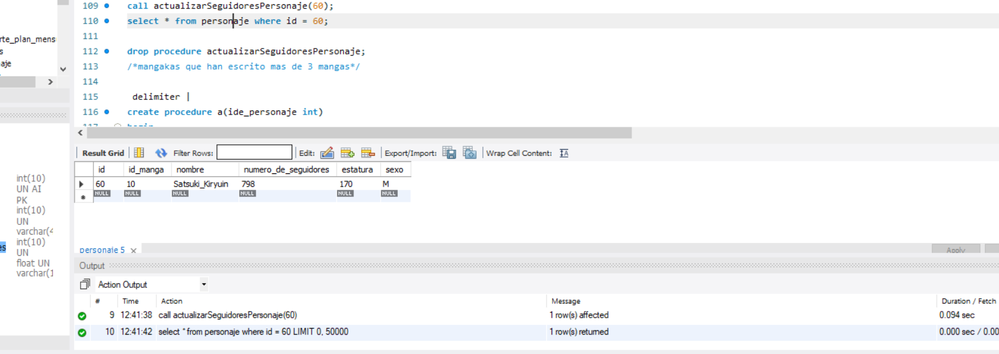 109 call actualizarSeguidoresPersonaje(60);
110 select * from personaje where id = 60;
111
rte_plan_mens
s
112 drop procedure actualizarSeguidoresPersonaje;
aje
113 /*mangakas que han escrito mas de 3 mangas*/
114
115 delimiter |
116 create procedure a(ide_personaje int)
117 begin
Result Grid Filter Rows: Edit: Export/Import: Wrap Cell Content:
id id_manga nombre numero_de_seguidores estatura sexo
60 10 Satsuki_Kiryuin 798 170 M
NULL NULL NULL NULL NULL NULL
int(10)
UN AI
PK
int(10)
UN
varchar(4
int(10)
es
UN
float UN
varchar(1
personaje 5
Apply
Output
Action Output
# Time Action Message Duration / Fetch
9 12:41:38 call actualizarSeguidoresPersonaje(60) 1 row(s) affected 0.094 sec
10 12:41:42 select * from personaje where id = 60 LIMIT 0, 50000 1 row(s) returned 0.000 sec / 0.00